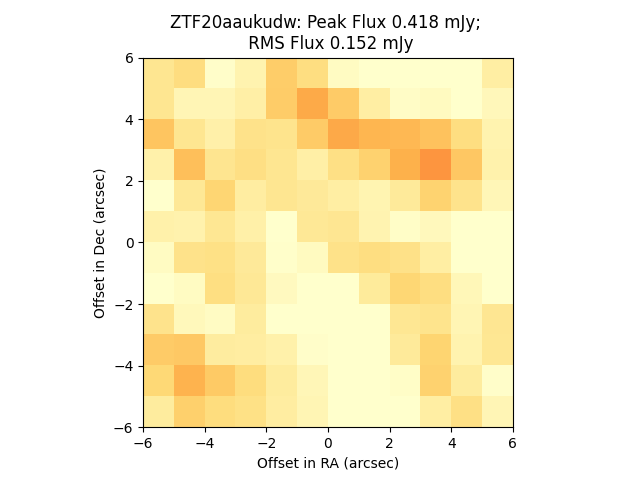 ZTF20aaukudw: Peak Flux 0.418 mJy;
RMS Flux 0.152 mJy
6
4
2
0
−2
−4
−6
Offset in Dec (arcsec)
−6 −4 −2 0 2 4 6
Offset in RA (arcsec)